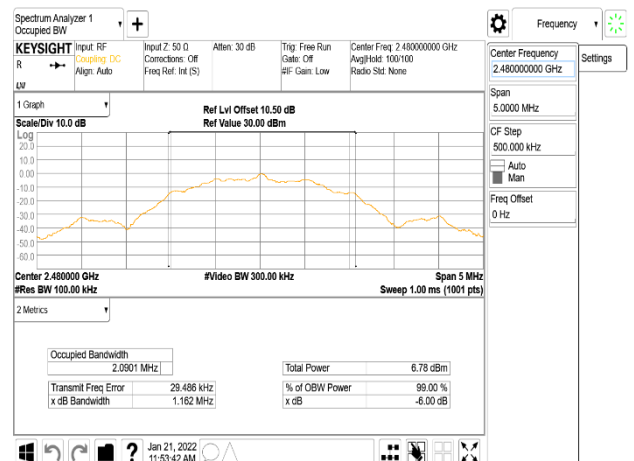 Spectrum Analyzer 1
Occupied BW
Frequency
KEYSIGHT
R
Input: RF
Coupling: DC
Align: Auto
Input Z: 50 Ω
Corrections: Off
Freq Ref: Int (S)
Atten: 30 dB
Trig: Free Run
Gate: Off
#IF Gain: Low
Center Freq: 2.480000000 GHz
Avg|Hold: 100/100
Radio Std: None
Center Frequency
2.480000000 GHz
Settings
Span
5.0000 MHz
CF Step
500.000 kHz
Auto
Man
Freq Offset
0 Hz
1 Graph
Scale/Div 10.0 dB
Ref Lvl Offset 10.50 dB
Ref Value 30.00 dBm
Log
20.0
10.0
0.00
-10.0
-20.0
-30.0
-40.0
-50.0
-60.0
Center 2.480000 GHz
#Res BW 100.00 kHz
#Video BW 300.00 kHz
Span 5 MHz
Sweep 1.00 ms (1001 pts)
2 Metrics
Occupied Bandwidth
2.0901 MHz
Transmit Freq Error 29.486 kHz
x dB Bandwidth 1.162 MHz
Total Power 6.78 dBm
% of OBW Power 99.00 %
x dB -6.00 dB
?
Jan 21, 2022
11:53:42 AM